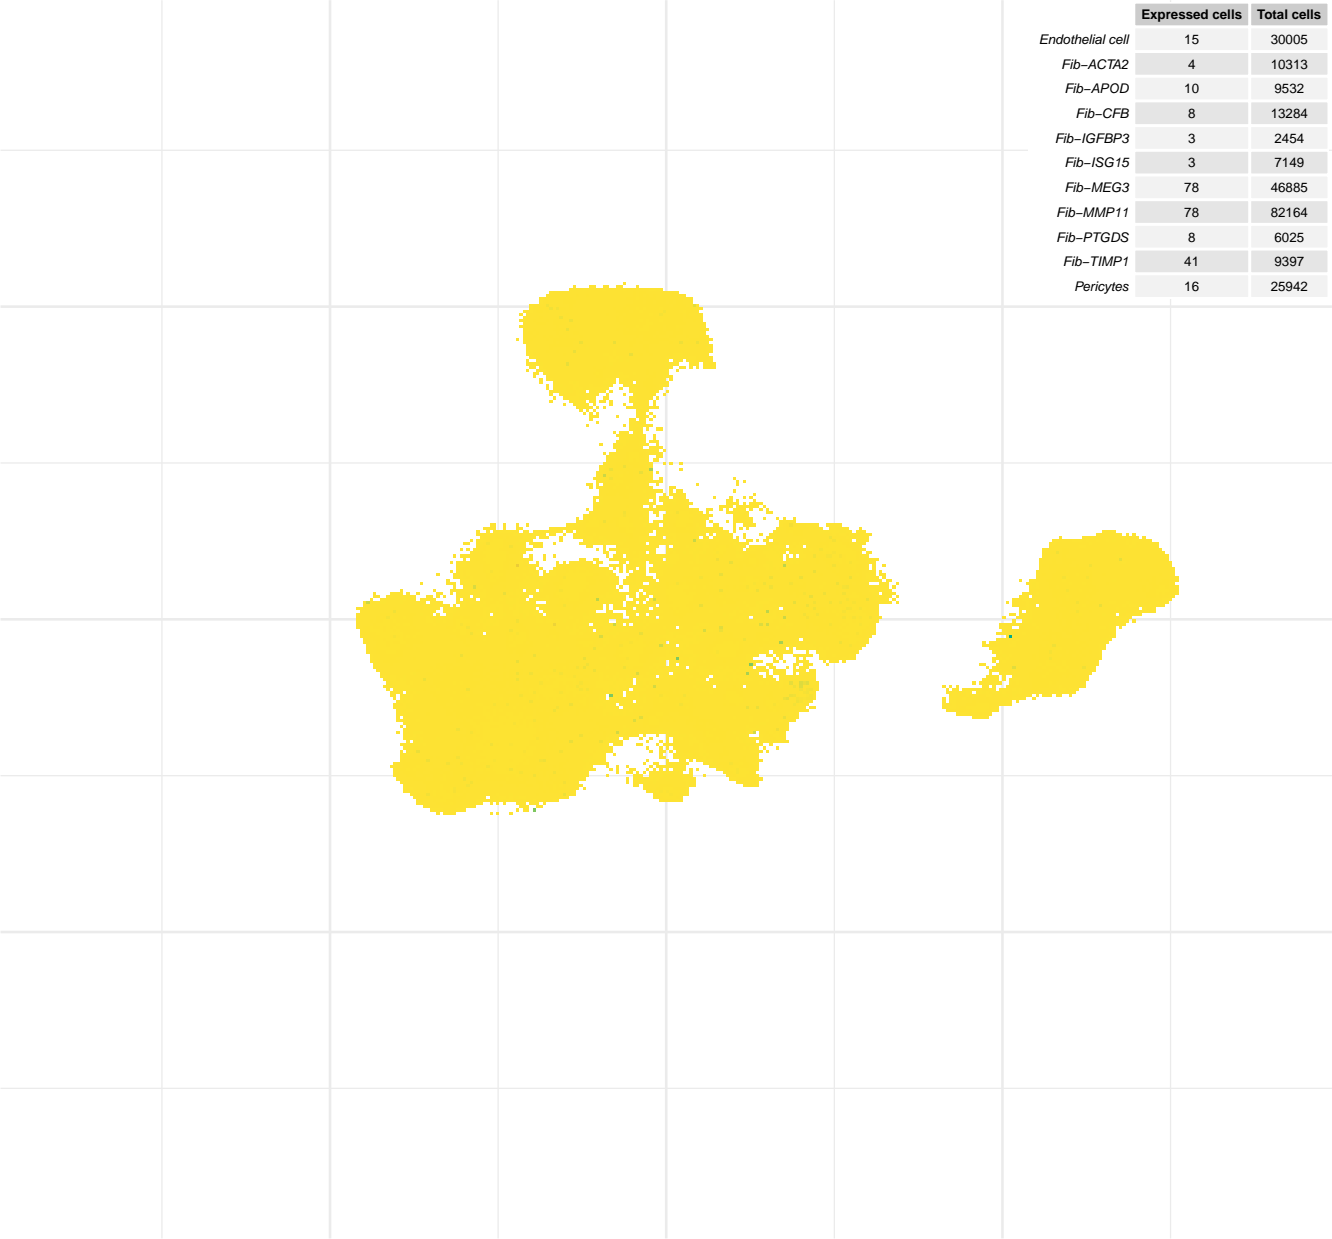 Expressed cells Total cells
Endothelial cell 15 30005
Fib−ACTA2 4 10313
Fib−APOD 10 9532
Fib−CFB 8 13284
Fib−IGFBP3 3 2454
Fib−ISG15 3 7149
Fib−MEG3 78 46885
Fib−MMP11 78 82164
Fib−PTGDS 8 6025
Fib−TIMP1 41 9397
Pericytes 16 25942